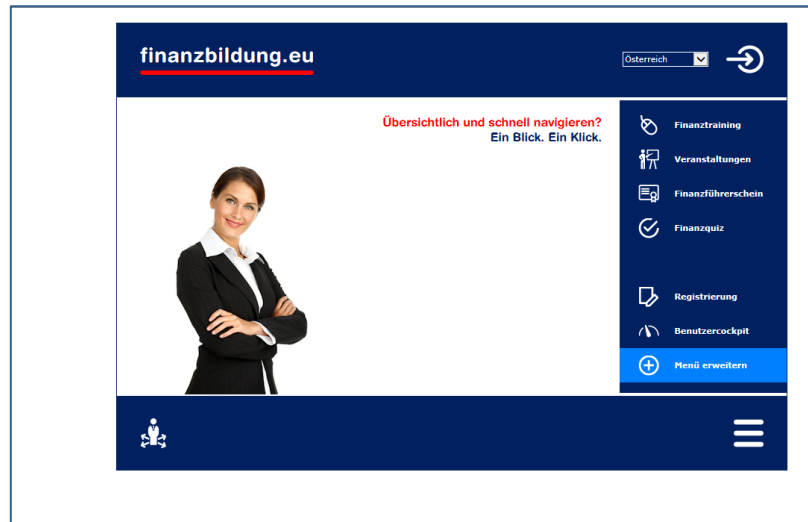 finanzbildung.eu
Österreich
Übersichtlich und schnell navigieren?
Ein Blick. Ein Klick.
Finanztraining
Veranstaltungen
Finanzführerschein
Finanzquiz
Registrierung
Benutzercockpit
Menü erweitern